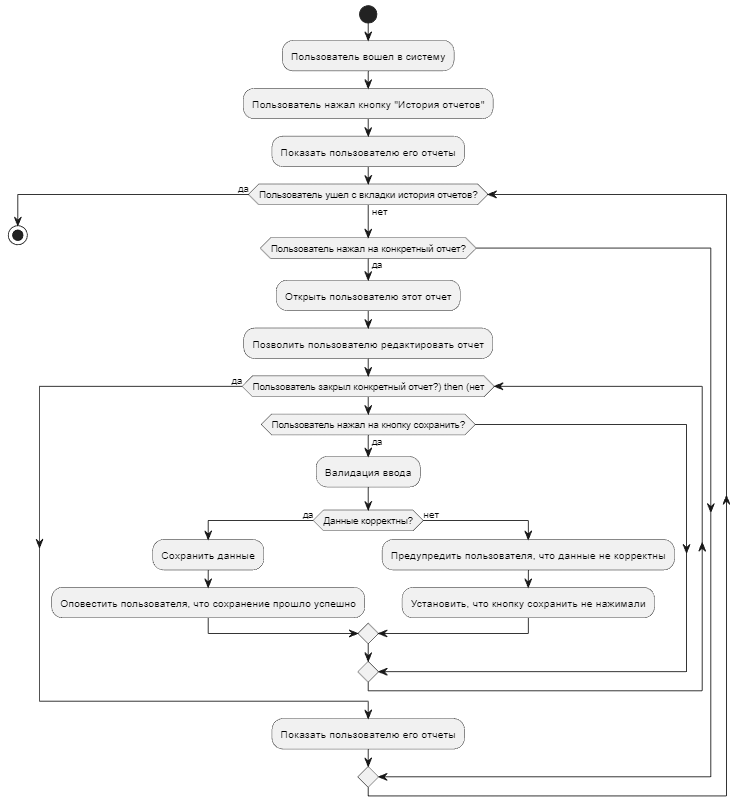 Пользователь вошел в систему
Пользователь нажал кнопку "История отчетов"
Показать пользователю его отчеты
да
Пользователь ушел с вкладки история отчетов?
нет
Пользователь нажал на конкретный отчет?
да
Открыть пользователю этот отчет
Позволить пользователю редактировать отчет
да
Пользователь закрыл конкретный отчет?) then (нет
Пользователь нажал на кнопку сохранить?
да
Валидация ввода
да
Данные корректны?
нет
Сохранить данные
Предупредить пользователя, что данные не корректны
Оповестить пользователя, что сохранение прошло успешно
Установить, что кнопку сохранить не нажимали
Показать пользователю его отчеты